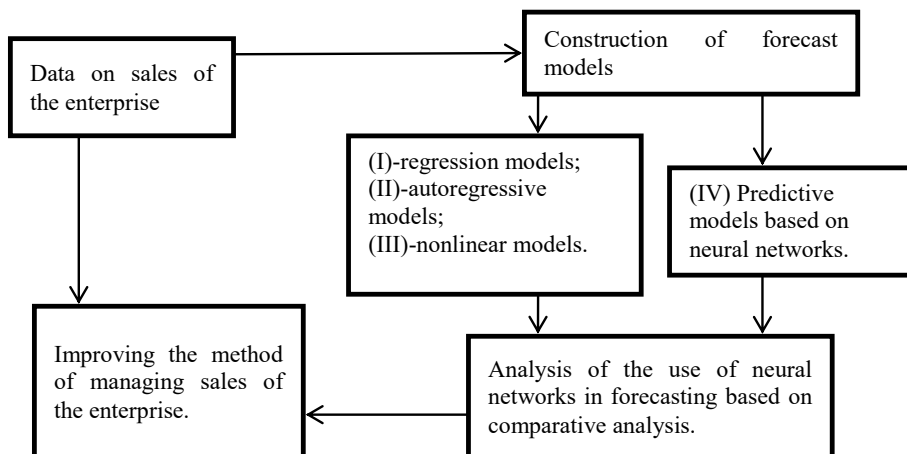 Data on sales of
the enterprise
Construction of forecast
models
(I)-regression models;
(II)-autoregressive
models;
(III)-nonlinear models.
(IV) Predictive
models based on
neural networks.
Improving the method
of managing sales of
the enterprise.
Analysis of the use of neural
networks in forecasting based on
comparative analysis.